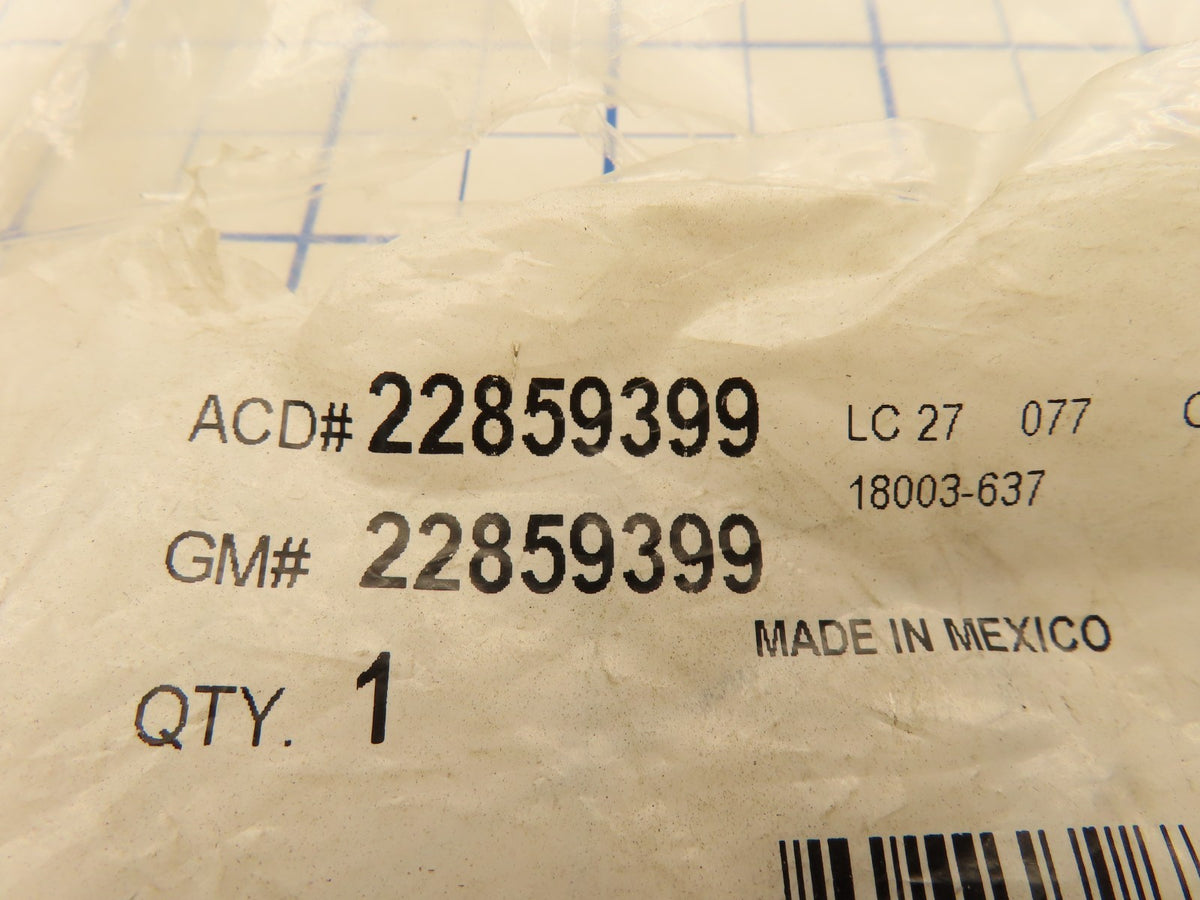 ACD# 22859399 LC 27 077
18003-637
GM# 22859399
MADE IN MEXICO
QTY. 1